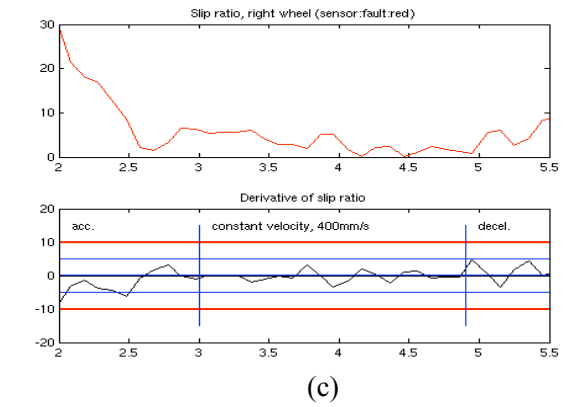 Slip ratio, right wheel (sensor:fault:red)
30
20
10
0
2 2.5 3 3.5 4 4.5 5 5.5
Derivative of slip ratio
20
acc. constant velocity, 400mm/s decel.
10
0
-10
-20
2 2.5 3 3.5 4 4.5 5 5.5
(c)